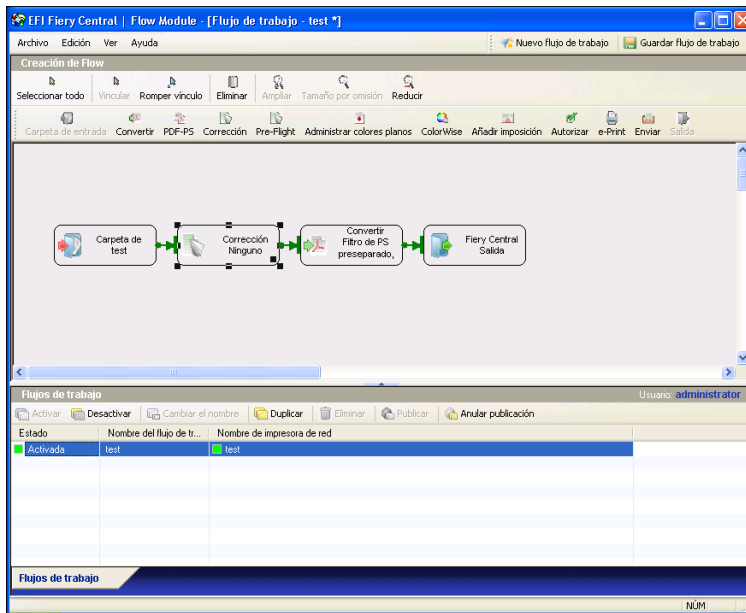 EFI Fiery Central | Flow Module - [Flujo de trabajo - test *]
Archivo Edición Ver Ayuda Nuevo flujo de trabajo Guardar flujo de trabajo
Creación de Flow
Seleccionar todo Vincular Romper vínculo Eliminar Ampliar Tamaño por omisión Reducir
Carpeta de entrada Convertir PDF-PS Corrección Pre-Flight Administrar colores planos ColorWise Añadir imposición Autorizar e-Print Enviar Salida
Carpeta de
test
Corrección
Ninguno
Convertir
Filtro de PS
preseparado,
Fiery Central
Salida
Flujos de trabajo Usuario: administrator
Activar Desactivar Cambiar el nombre Duplicar Eliminar Publicar Anular publicación
Estado Nombre del flujo de tr... Nombre de impresora de red
Activada test test
Flujos de trabajo
NÚM